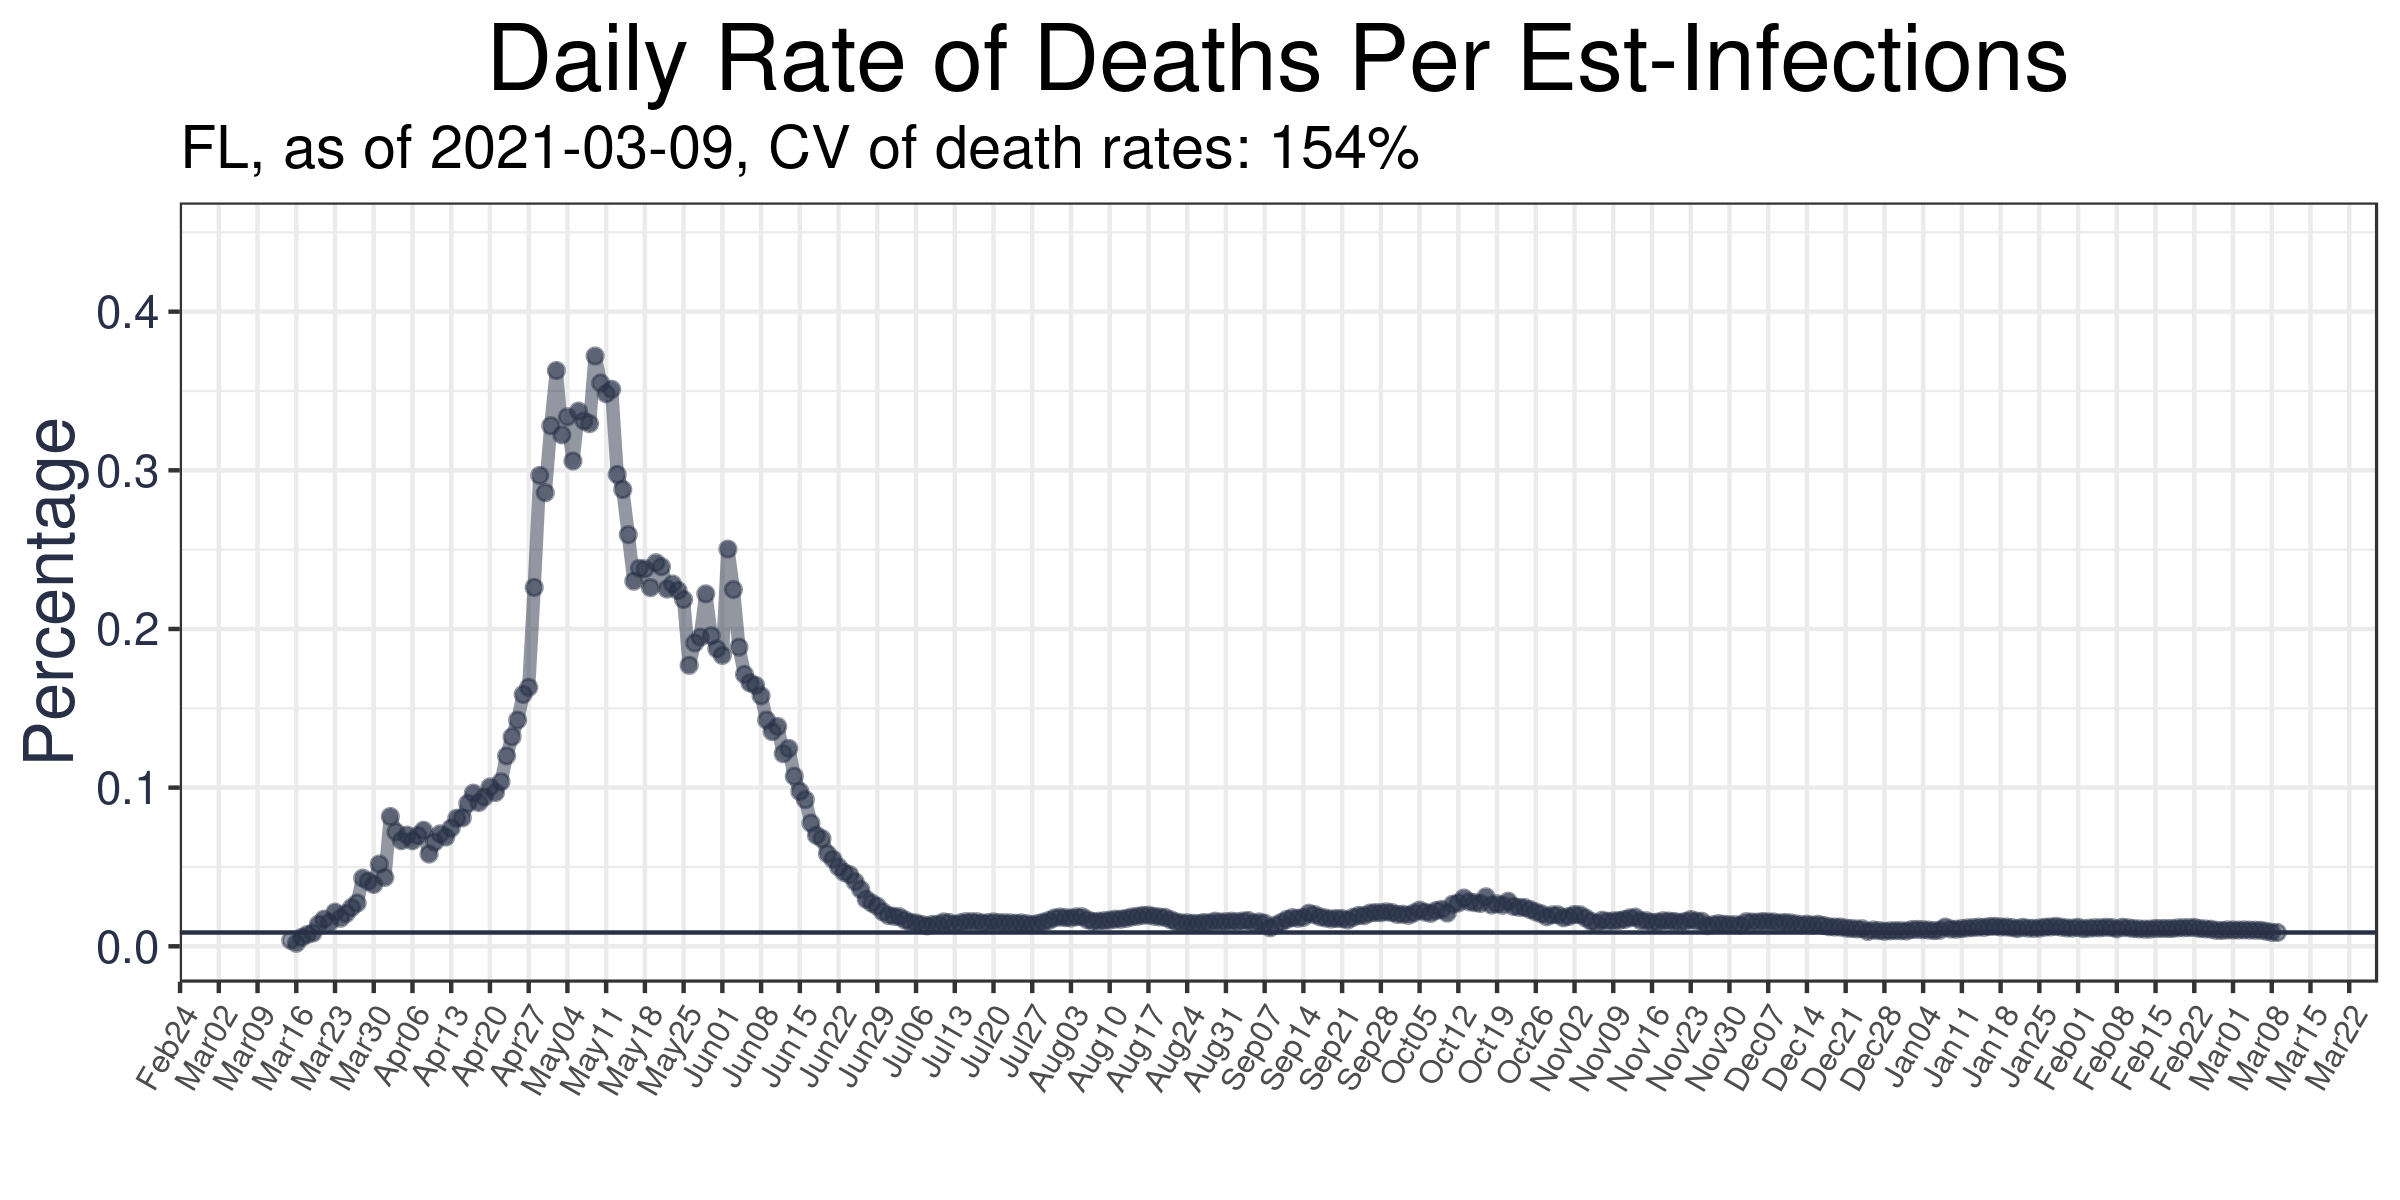 Daily Rate of Deaths Per Est-Infections
FL, as of 2021-03-09, CV of death rates: 154%
Percentage
0.4
0.3
0.2
0.1
0.0
Feb24 Mar02 Mar09 Mar16 Mar23 Mar30 Apr06 Apr13 Apr20 Apr27 May04 May11 May18 May25 Jun01 Jun08 Jun15 Jun22 Jun29 Jul06 Jul13 Jul20 Jul27 Aug03 Aug10 Aug17 Aug24 Aug31 Sep07 Sep14 Sep21 Sep28 Oct05 Oct12 Oct19 Oct26 Nov02 Nov09 Nov16 Nov23 Nov30 Dec07 Dec14 Dec21 Dec28 Jan04 Jan11 Jan18 Jan25 Feb01 Feb08 Feb15 Feb22 Mar01 Mar08 Mar15 Mar22